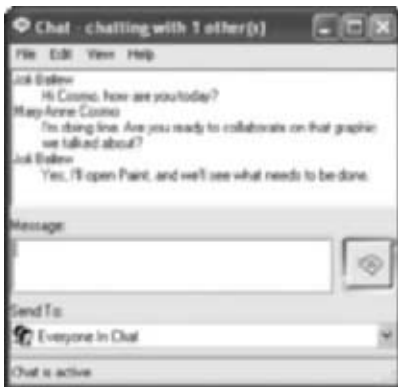 Chat - chatting with 1 other(s)
File Edit View Help
Joli Ballew
Hi Cosmo, how are you today?
Mary Anne Cosmo
I'm doing fine. Are you ready to collaborate on that graphic
we talked about?
Joli Ballew
Yes, I'll open Paint, and we'll see what needs to be done.
Message:
Send To:
Everyone In Chat
Chat is active